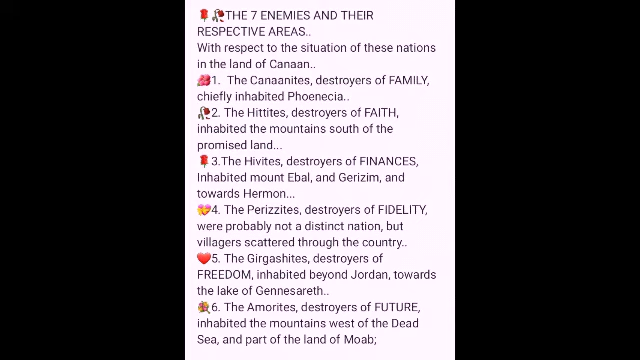 🌹🥀THE 7 ENEMIES AND THEIR
RESPECTIVE AREAS..
With respect to the situation of these nations
in the land of Canaan..
🌺1.  The Canaanites, destroyers of FAMILY,
chiefly inhabited Phoenecia..
🥀2. The Hittites, destroyers of FAITH,
inhabited the mountains south of the
promised land...
🌹3.The Hivites, destroyers of FINANCES,
Inhabited mount Ebal, and Gerizim, and
towards Hermon...
💝4. The Perizzites, destroyers of FIDELITY,
were probably not a distinct nation, but
villagers scattered through the country..
❤️5. The Girgashites, destroyers of
FREEDOM, inhabited beyond Jordan, towards
the lake of Gennesareth..
💐6. The Amorites, destroyers of FUTURE,
inhabited the mountains west of the Dead
Sea, and part of the land of Moab;